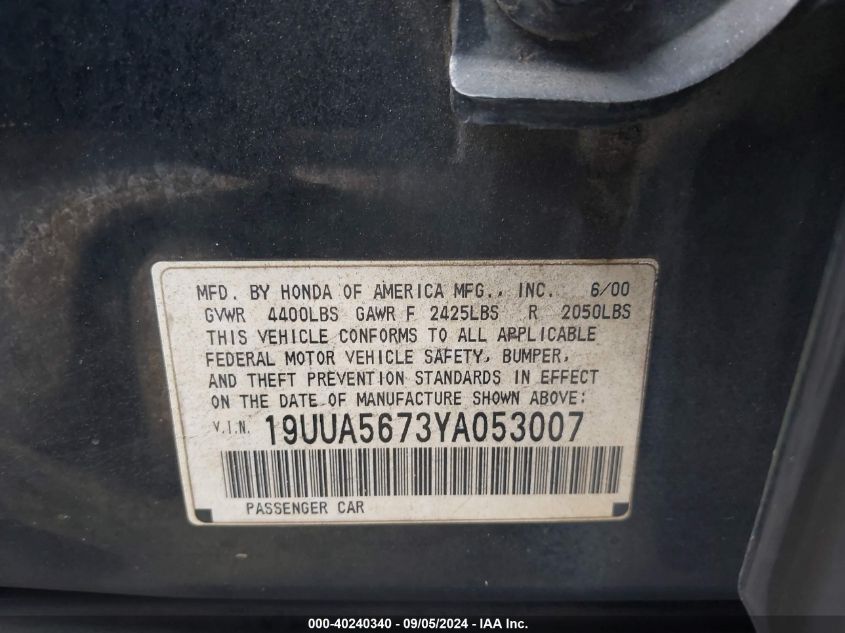 MFD. BY HONDA OF AMERICA MFG., INC. 6/00
GVWR 4400LBS GAWR F 2425LBS R 2050LBS
THIS VEHICLE CONFORMS TO ALL APPLICABLE
FEDERAL MOTOR VEHICLE SAFETY, BUMPER,
AND THEFT PREVENTION STANDARDS IN EFFECT
ON THE DATE OF MANUFACTURE SHOWN ABOVE:
V.I.N. 19UUA5673YA053007
PASSENGER CAR
000-40240340 - 09/05/2024 - IAA Inc.